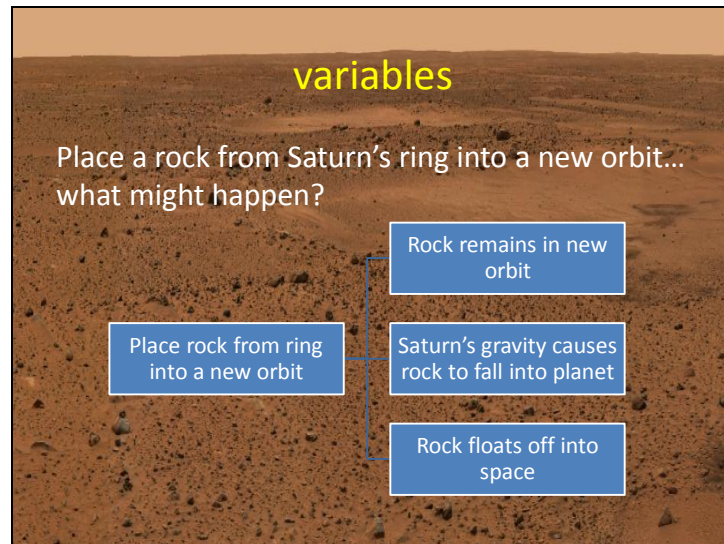 variables
Place a rock from Saturn's ring into a new orbit…
what might happen?
Rock remains in new
orbit
Place rock from ring
into a new orbit
Saturn's gravity causes
rock to fall into planet
Rock floats off into
space